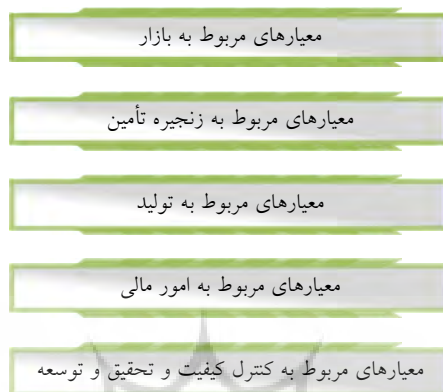 معیارهای مربوط به بازار
معیارهای مربوط به زنجیره تأمین
معیارهای مربوط به تولید
معیارهای مربوط به امور مالی
معیارهای مربوط به کنترل کیفیت و تحقیق و توسعه